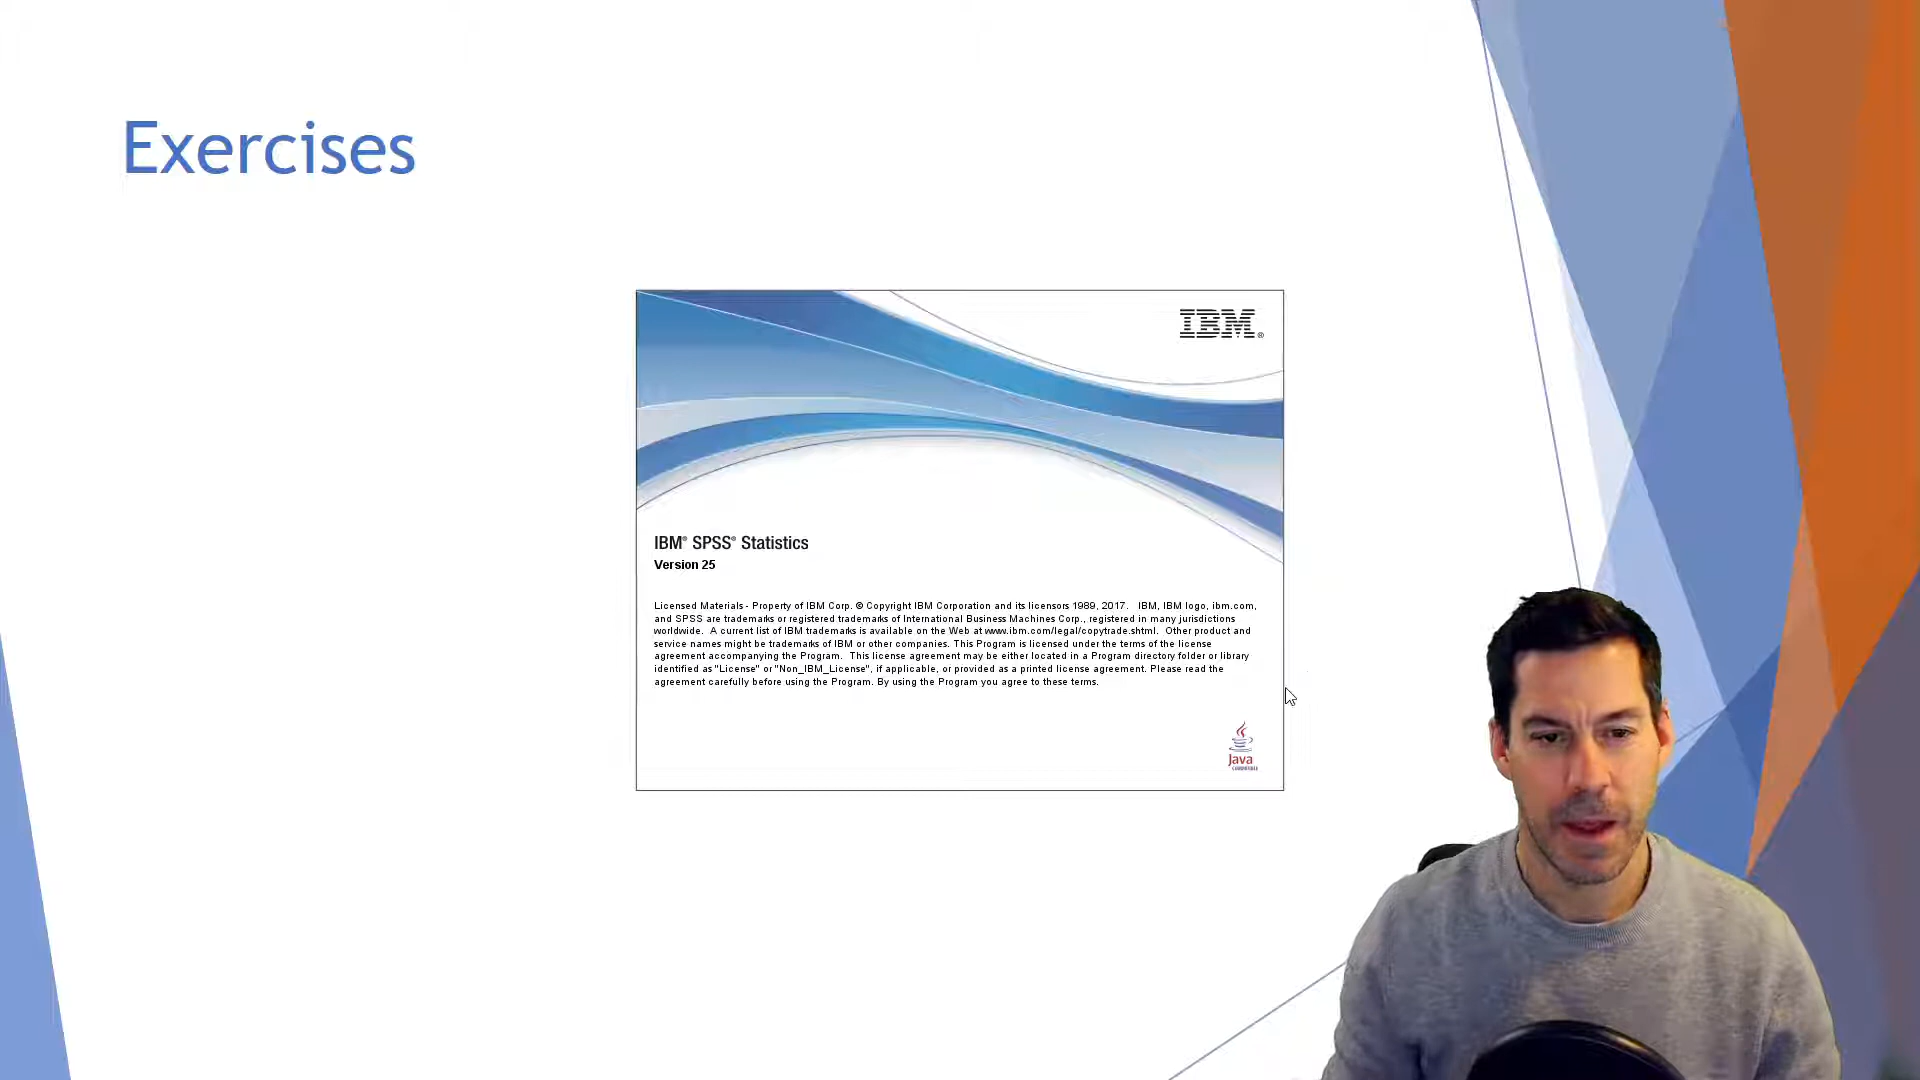 Exercises
IBM®
IBM® SPSS® Statistics
Version 25
Licensed Materials - Property of IBM Corp. © Copyright IBM Corporation and its licensors 1989, 2017. IBM, IBM logo, ibm.com,
and SPSS are trademarks or registered trademarks of International Business Machines Corp., registered in many jurisdictions
worldwide. A current list of IBM trademarks is available on the Web at www.ibm.com/legal/copytrade.shtml. Other product and
service names might be trademarks of IBM or other companies. This Program is licensed under the terms of the license
agreement accompanying the Program. This license agreement may be either located in a Program directory folder or library
identified as "License" or "Non_IBM_License", if applicable, or provided as a printed license agreement. Please read the
agreement carefully before using the Program. By using the Program you agree to these terms.
Java
COMPATIBLE